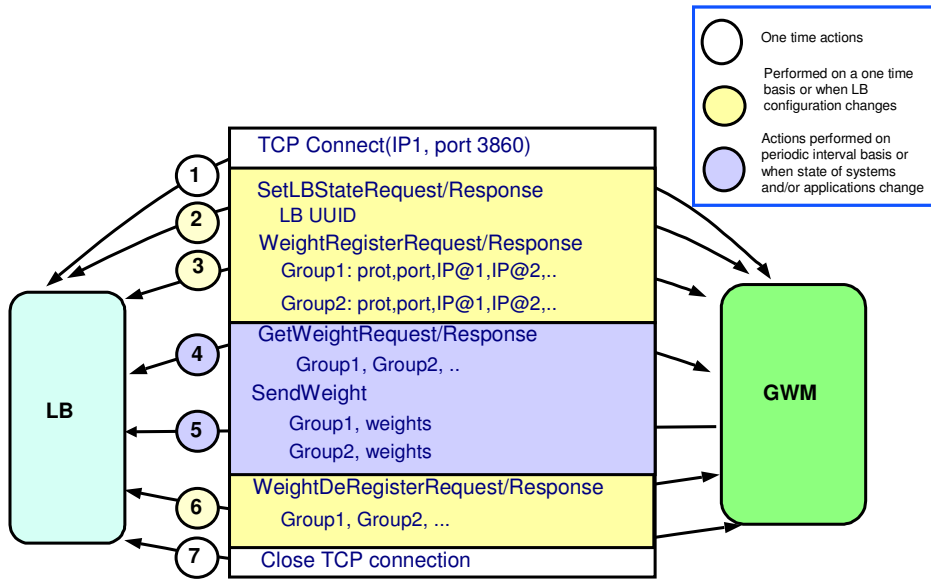 One time actions
Performed on a one time
basis or when LB
configuration changes
Actions performed on
periodic interval basis or
when state of systems
and/or applications change
TCP Connect(IP1, port 3860)
1
SetLBStateRequest/Response
2
LB UUID
WeightRegisterRequest/Response
3
Group1: prot,port,IP@1,IP@2,..
Group2: prot,port,IP@1,IP@2,..
GetWeightRequest/Response
4
Group1, Group2, ..
SendWeight
LB
GWM
5
Group1, weights
Group2, weights
WeightDeRegisterRequest/Response
6
Group1, Group2, ...
7
Close TCP connection